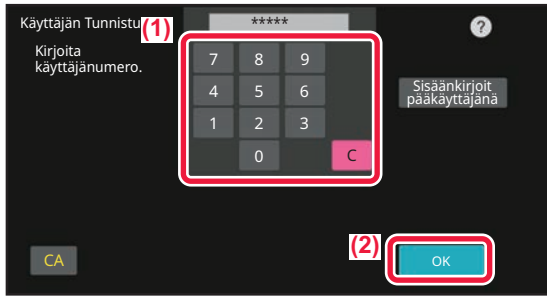 Käyttäjän Tunnistu
(1)
*****
?
Kirjoita
käyttäjänumero.
7 8 9
4 5 6
1 2 3
0 C
Sisäänkirjoit
pääkäyttäjänä
(2)
CA
OK